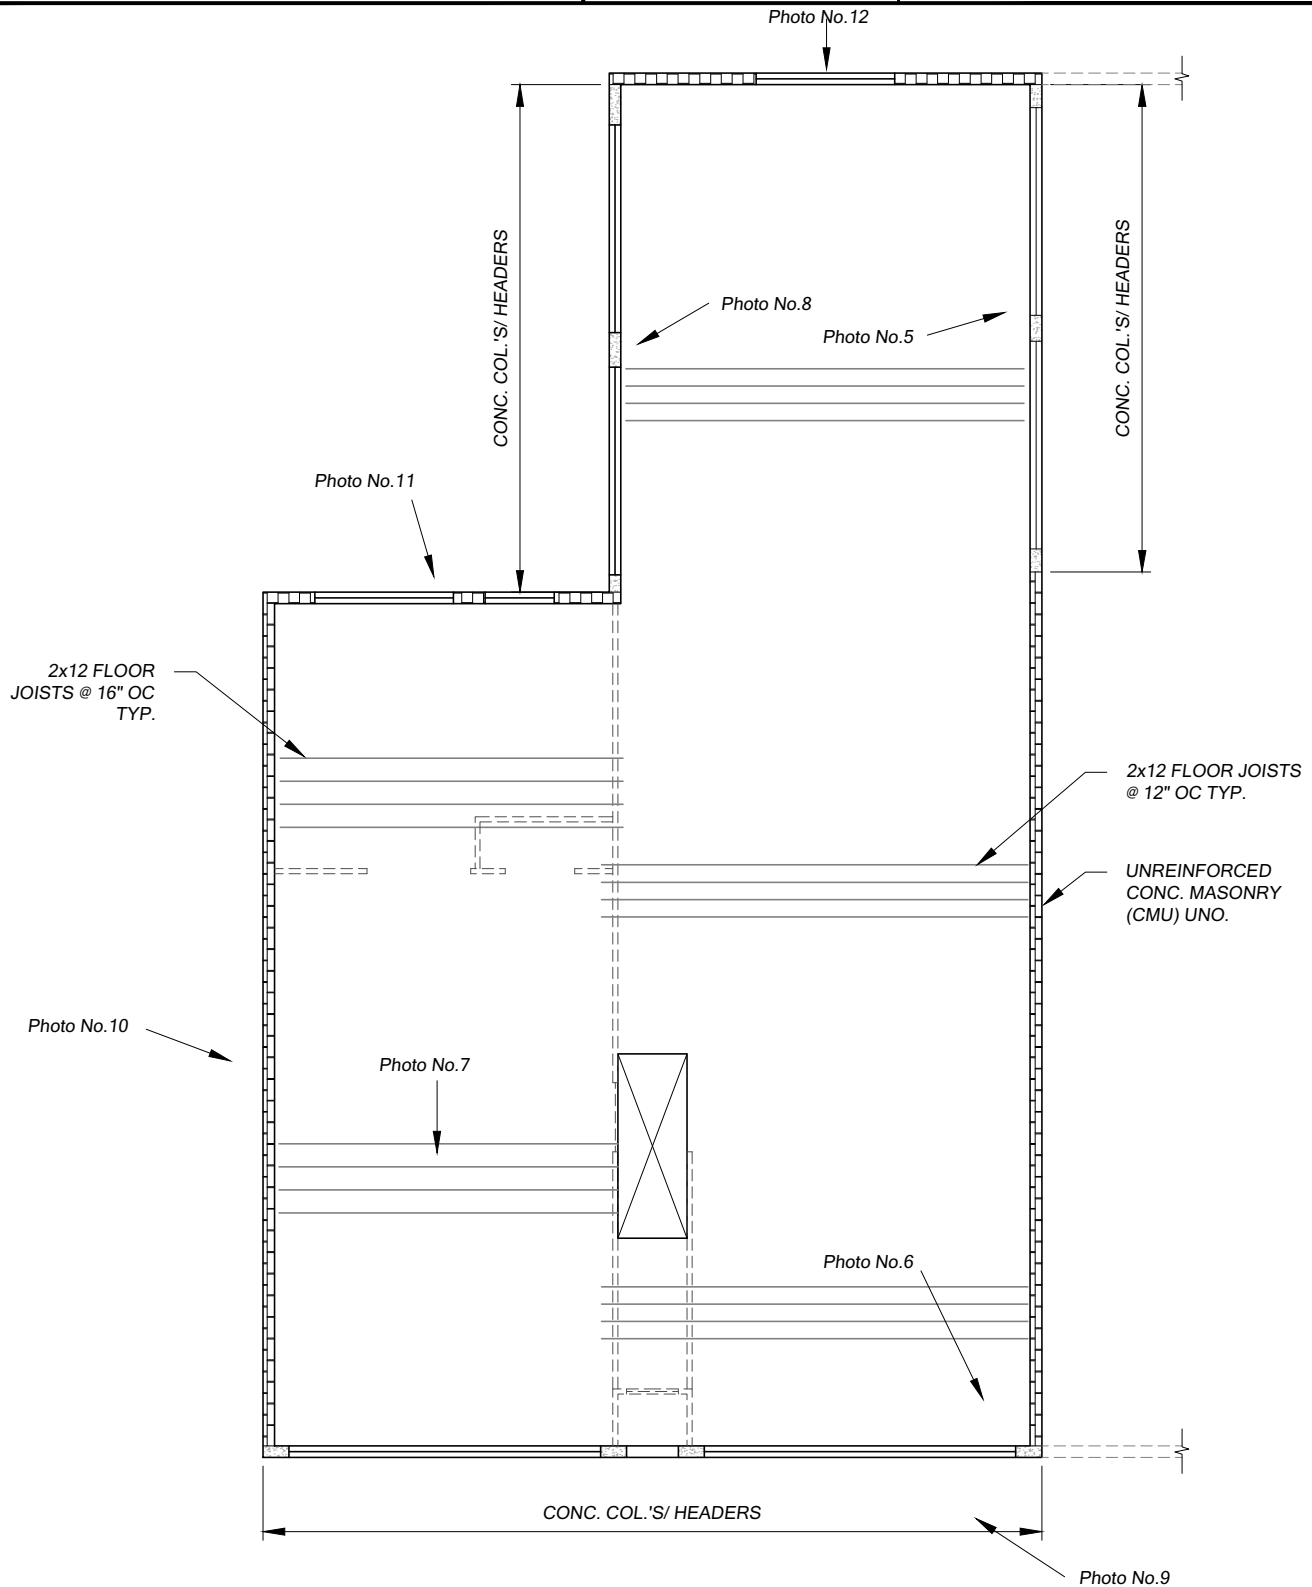 Photo No.12
CONC. COL.'S/ HEADERS
CONC. COL.'S/ HEADERS
Photo No.8
Photo No.5
Photo No.11
2x12 FLOOR
JOISTS @ 16" OC
TYP.
2x12 FLOOR JOISTS
@ 12" OC TYP.
UNREINFORCED
CONC. MASONRY
(CMU) UNO.
Photo No.10
Photo No.7
Photo No.6
CONC. COL.'S/ HEADERS
Photo No.9